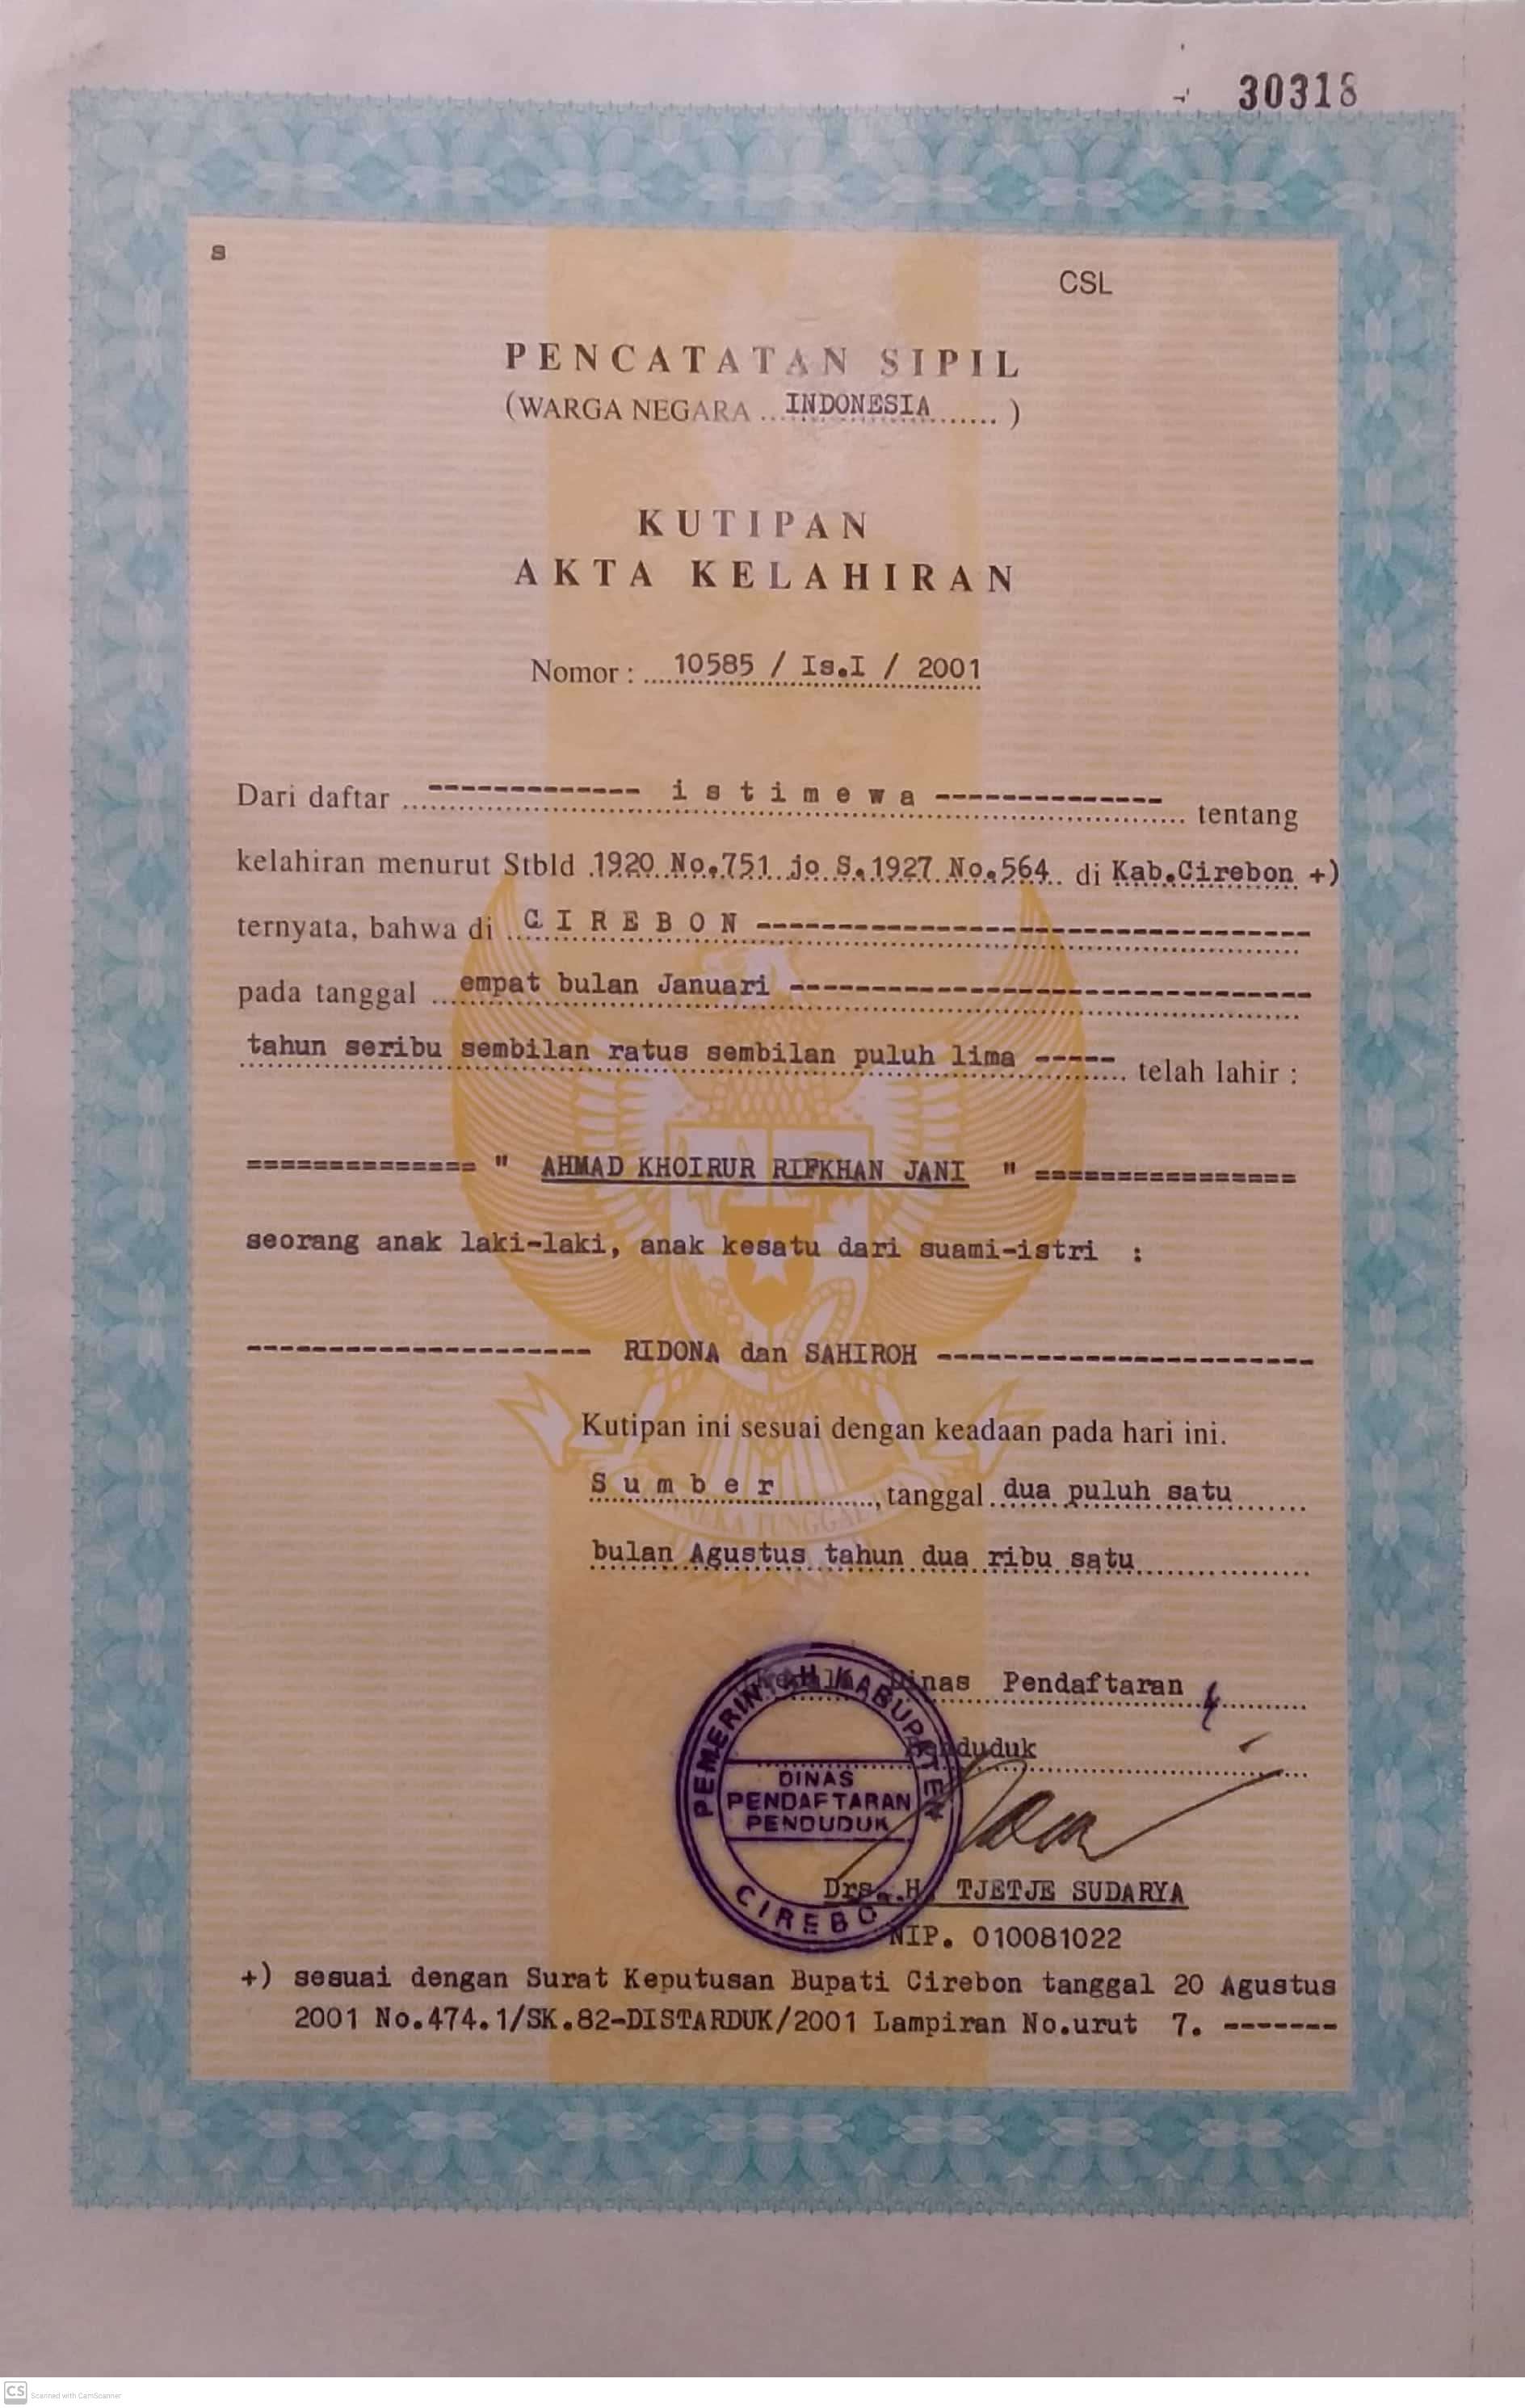 30318
s
CSL
PENCATATAN SIPIL
(WARGA NEGARA ... INDONESIA ...... )
KUTIPAN
AKTA KELAHIRAN
Nomor : .... 10585 / Is.I / 2001
Dari daftar ------------- i s t i m e w a -------------- tentang
kelahiran menurut Stbld 1920 No.751 jo S.1927 No.564 di Kab.Cirebon +)
ternyata, bahwa di C I R E B O N ----------------------------------
pada tanggal empat bulan Januari --------------------------------
tahun seribu sembilan ratus sembilan puluh lima ----- telah lahir :
============== " AHMAD KHOIRUR RIFKHAN JANI " ================
seorang anak laki-laki, anak kesatu dari suami-istri :
--------------------- RIDONA dan SAHIROH -----------------------
Kutipan ini sesuai dengan keadaan pada hari ini.
S u m b e r , tanggal dua puluh satu
bulan Agustus tahun dua ribu satu
Kepala Dinas Pendaftaran
Penduduk
PEMERINTAH KABUPATEN
DINAS
PENDAFTARAN
PENDUDUK
CIREBON
Drs. H. TJETJE SUDARYA
NIP. 010081022
+) sesuai dengan Surat Keputusan Bupati Cirebon tanggal 20 Agustus
2001 No.474.1/SK.82-DISTARDUK/2001 Lampiran No.urut 7. -------
CS Scanned with CamScanner